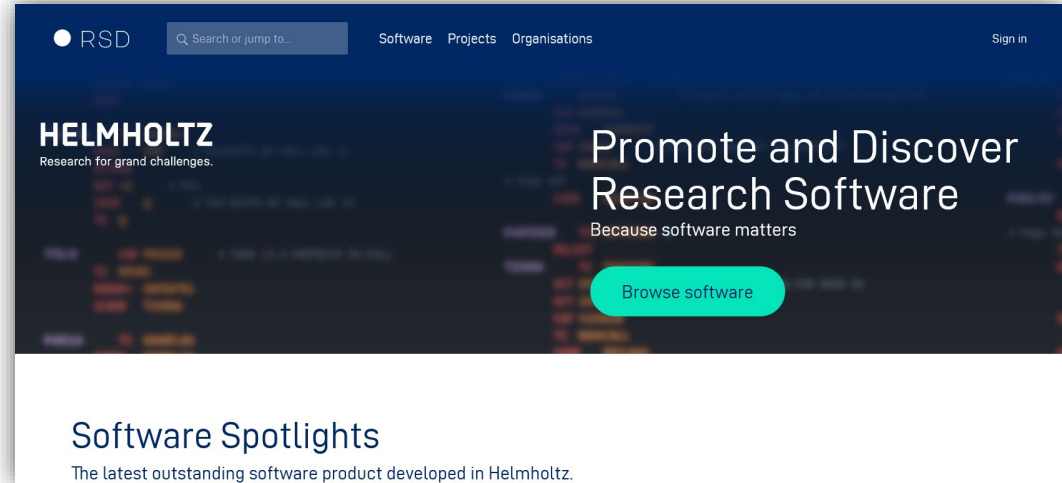 RSD
Search or jump to...
Software Projects Organisations
Sign in
HELMHOLTZ
Research for grand challenges.
Promote and Discover
Research Software
Because software matters
Browse software
Software Spotlights
The latest outstanding software product developed in Helmholtz.